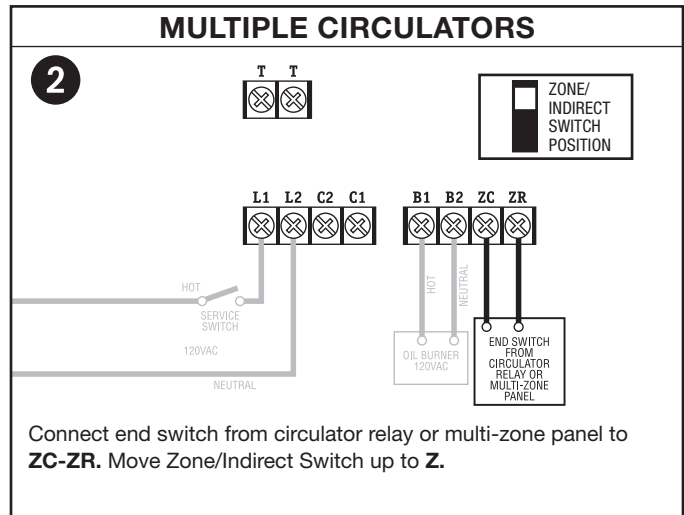 MULTIPLE CIRCULATORS
2
T T
ZONE/
INDIRECT
SWITCH
POSITION
L1 L2 C2 C1
B1 B2 ZC ZR
HOT
SERVICE
SWITCH
120VAC
NEUTRAL
HOT
NEUTRAL
OIL BURNER
120VAC
END SWITCH
FROM
CIRCULATOR
RELAY OR
MULTI-ZONE
PANEL
Connect end switch from circulator relay or multi-zone panel to
ZC-ZR. Move Zone/Indirect Switch up to Z.